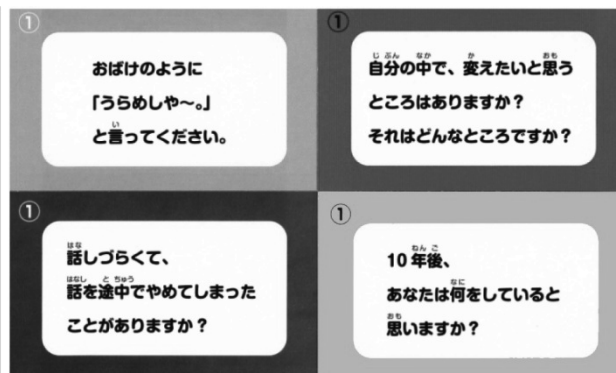 ①
おばけのように
「うらめしや～。」
と言ってください。
①
自分の中で、変えたいと思う
ところはありますか？
それはどんなところですか？
①
話しづらくて、
話を途中でやめてしまった
ことがありますか？
①
10年後、
あなたは何をしていると
思いますか？